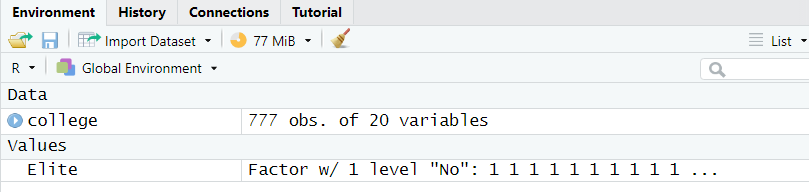 Environment History Connections Tutorial
Import Dataset 77 MiB List
R Global Environment
Data
college 777 obs. of 20 variables
Values
Elite Factor w/ 1 level "No": 1 1 1 1 1 1 1 1 1 1 ...